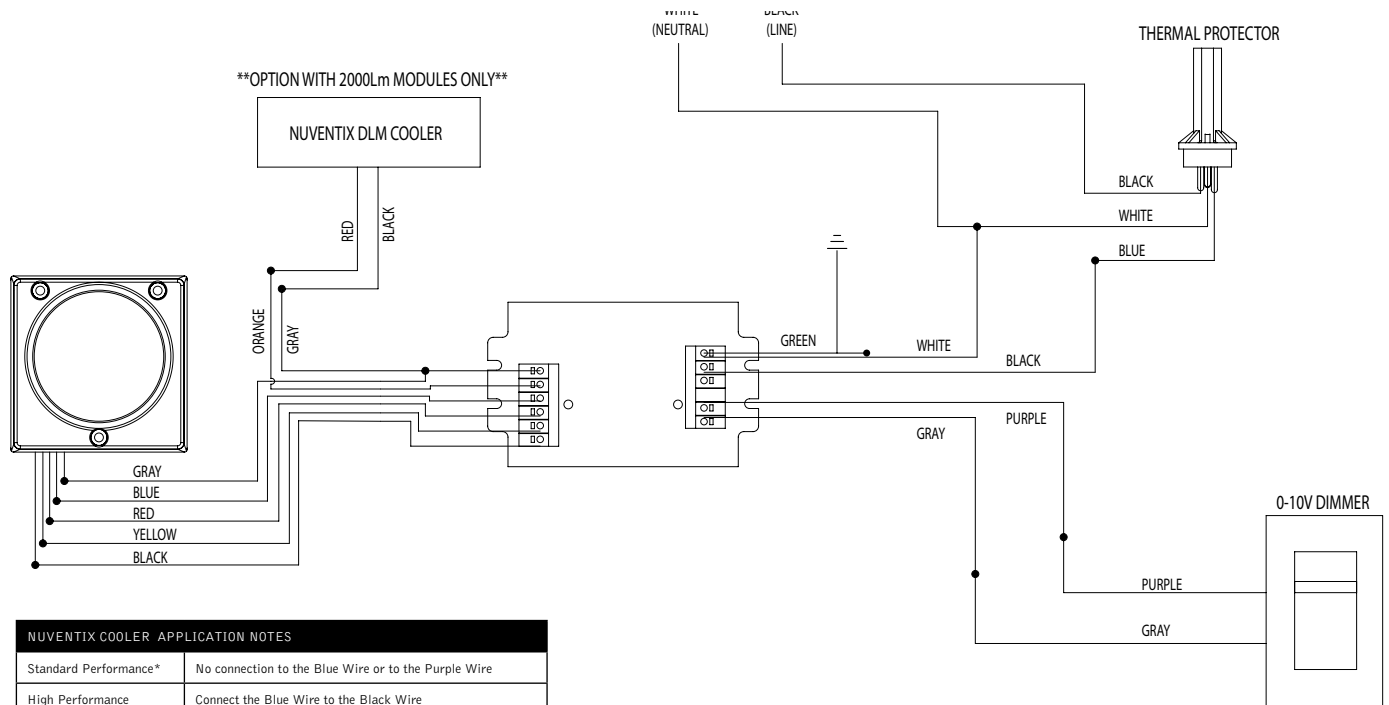 (NEUTRAL)
(LINE)
THERMAL PROTECTOR
**OPTION WITH 2000Lm MODULES ONLY**
NUVENTIX DLM COOLER
RED
BLACK
BLACK
WHITE
BLUE
ORANGE
GRAY
GREEN
WHITE
BLACK
PURPLE
GRAY
GRAY
BLUE
RED
YELLOW
BLACK
0-10V DIMMER
PURPLE
GRAY
NUVENTIX COOLER APPLICATION NOTES
Standard Performance* No connection to the Blue Wire or to the Purple Wire
High Performance Connect the Blue Wire to the Black Wire